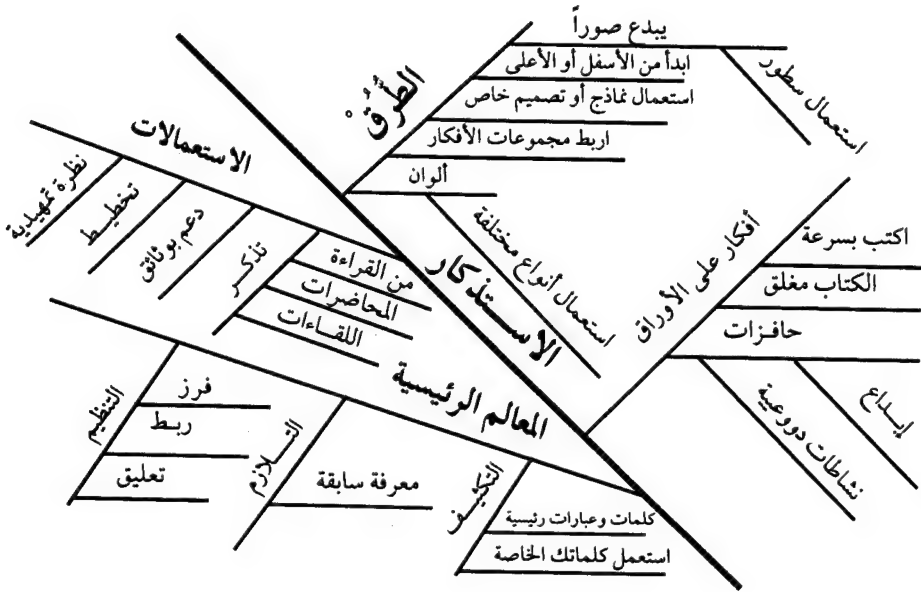 الاستذكار
الطُّرُقْ
يبدع صوراً
استعمال سطور
ابدأ من الأسفل أو الأعلى
استعمال نماذج أو تصميم خاص
اربط مجموعات الأفكار
ألوان
استعمال أنواع مختلفة
أفكار على الأوراق
اكتب بسرعة
الكتاب مغلق
حافزات
إبداع
نشاطات دووعيية
الاستعمالات
نظرة تمهيدية
تخطيط
دعم بوثائق
تذكر
من القراءة
المحاضرات
اللقاءات
المعالم الرئيسية
التنظيم
فرز
ربط
تعليق
التلازم
معرفة سابقة
التكثيف
كلمات وعبارات رئيسية
استعمل كلماتك الخاصة